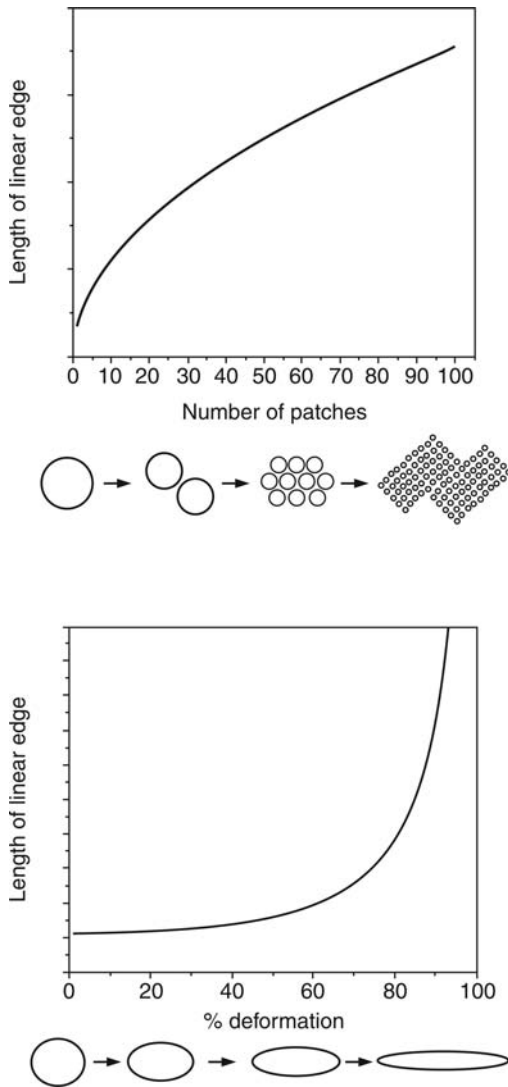 Length of linear edge
0 10 20 30 40 50 60 70 80 90 100
Number of patches
Length of linear edge
0 20 40 60 80 100
% deformation